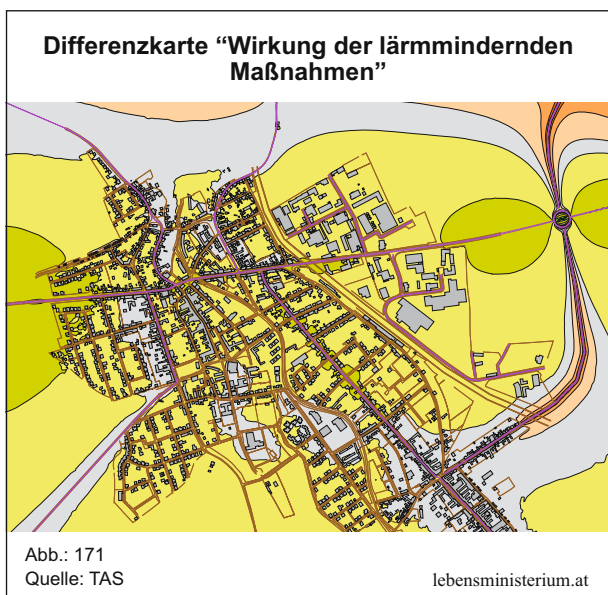 Differenzkarte “Wirkung der lärmmindernden
Maßnahmen”
Abb.: 171
Quelle: TAS
lebensministerium.at